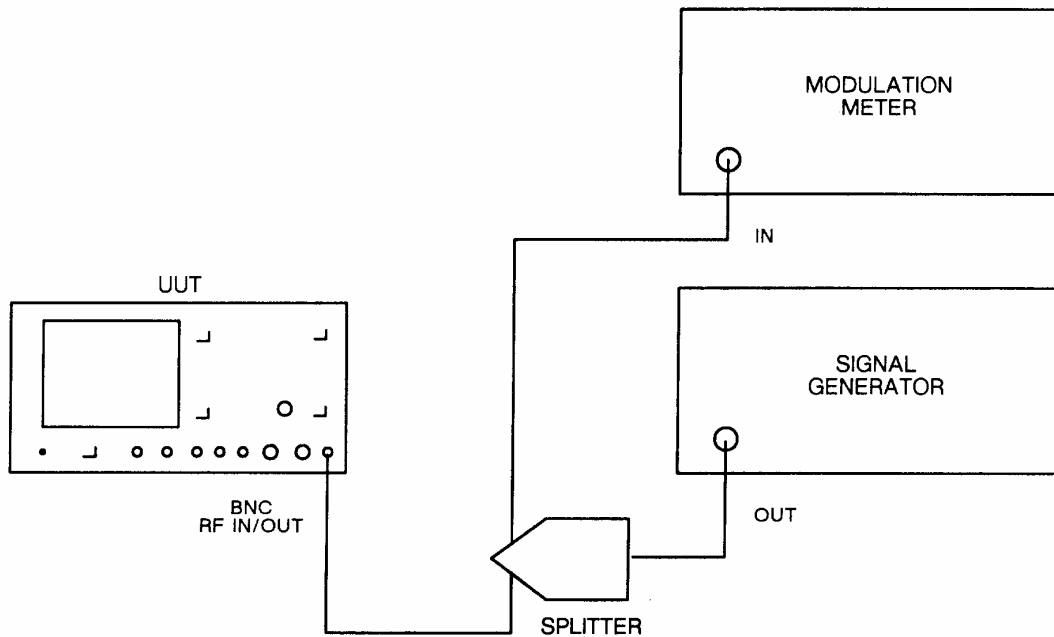 MODULATION
METER
IN
UUT
SIGNAL
GENERATOR
BNC
RF IN/OUT
OUT
SPLITTER